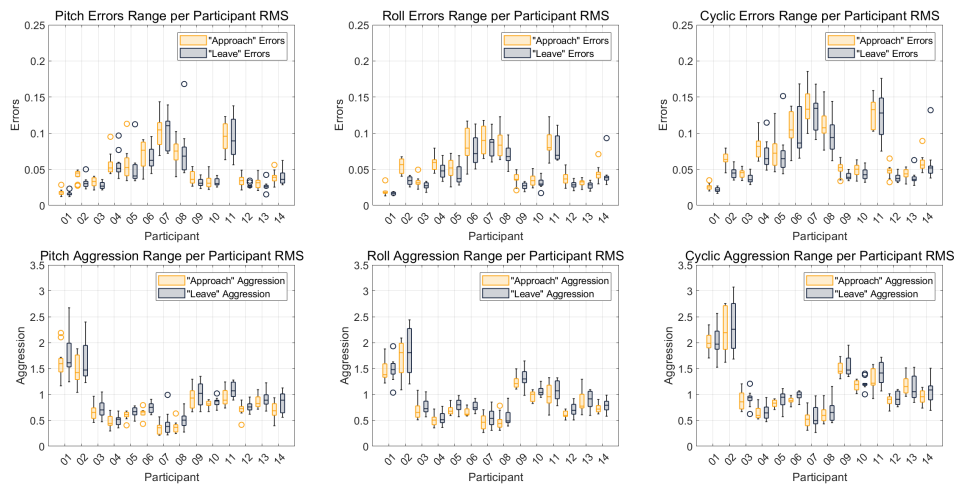 Pitch Errors Range per Participant RMS
0.25
0.2
0.15
0.1
0.05
0
Errors
"Approach" Errors
"Leave" Errors
01 02 03 04 05 06 07 08 09 10 11 12 13 14
Participant
Roll Errors Range per Participant RMS
0.25
0.2
0.15
0.1
0.05
0
Errors
"Approach" Errors
"Leave" Errors
01 02 03 04 05 06 07 08 09 10 11 12 13 14
Participant
Cyclic Errors Range per Participant RMS
0.25
0.2
0.15
0.1
0.05
0
Errors
"Approach" Errors
"Leave" Errors
01 02 03 04 05 06 07 08 09 10 11 12 13 14
Participant
Pitch Aggression Range per Participant RMS
3.5
3
2.5
2
1.5
1
0.5
0
Aggression
"Approach" Aggression
"Leave" Aggression
01 02 03 04 05 06 07 08 09 10 11 12 13 14
Participant
Roll Aggression Range per Participant RMS
3.5
3
2.5
2
1.5
1
0.5
0
Aggression
"Approach" Aggression
"Leave" Aggression
01 02 03 04 05 06 07 08 09 10 11 12 13 14
Participant
Cyclic Aggression Range per Participant RMS
3.5
3
2.5
2
1.5
1
0.5
0
Aggression
"Approach" Aggression
"Leave" Aggression
01 02 03 04 05 06 07 08 09 10 11 12 13 14
Participant